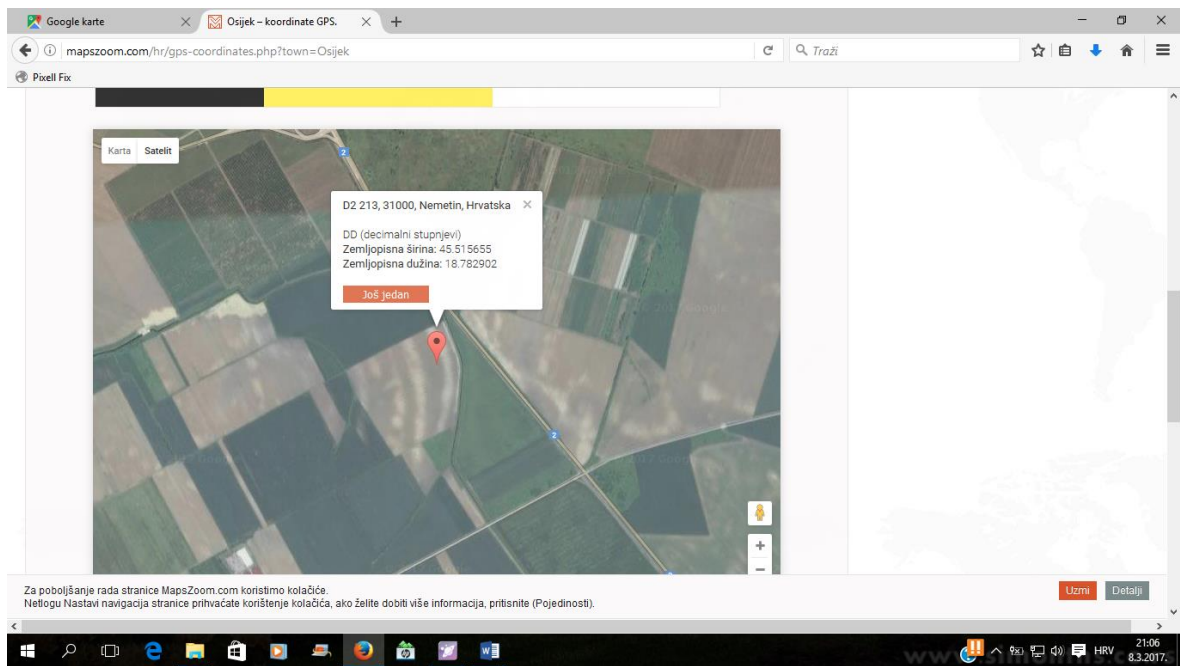 Google karte
Osijek – koordinate GPS.
mapszoom.com/hr/gps-coordinates.php?town=Osijek
Traži
Pixell Fix
Karta Satelit
2
D2 213, 31000, Nemetin, Hrvatska
DD (decimalni stupnjevi)
Zemljopisna širina: 45.515655
Zemljopisna dužina: 18.782902
Još jedan
2
+
−
Za poboljšanje rada stranice MapsZoom.com koristimo kolačiće.
Netlogu Nastavi navigacija stranice prihvaćate korištenje kolačića, ako želite dobiti više informacija, pritisnite (Pojedinosti).
Uzmi Detalji
HRV
21:06
8.3.2017.